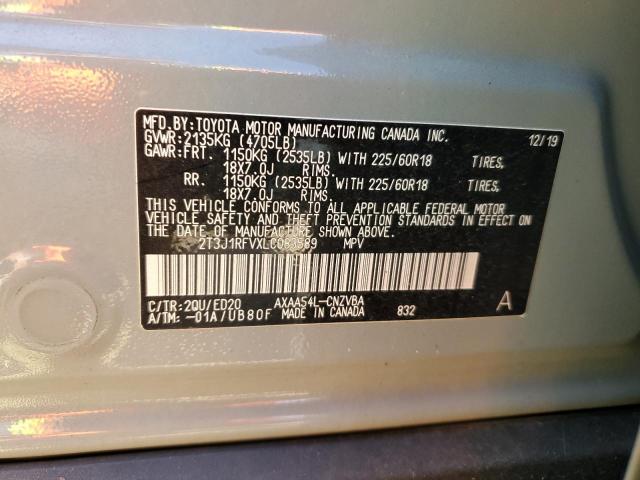 MFD.BY:TOYOTA MOTOR MANUFACTURING CANADA INC. 12/19
GVWR:2135KG (4705LB)
GAWR:FRT. 1150KG (2535LB) WITH 225/60R18 TIRES,
18X7.0J RIMS.
RR. 1150KG (2535LB) WITH 225/60R18 TIRES,
18X7.0J RIMS.
THIS VEHICLE CONFORMS TO ALL APPLICABLE FEDERAL MOTOR
VEHICLE SAFETY AND THEFT PREVENTION STANDARDS IN EFFECT ON
THE DATE OF MANUFACTURE SHOWN ABOVE.
2T3J1RFVXLC083589 MPV
C/TR:2QU/ED20 AXAA54L-CNZVBA A
A/TM: -01A/UB80F MADE IN CANADA 832